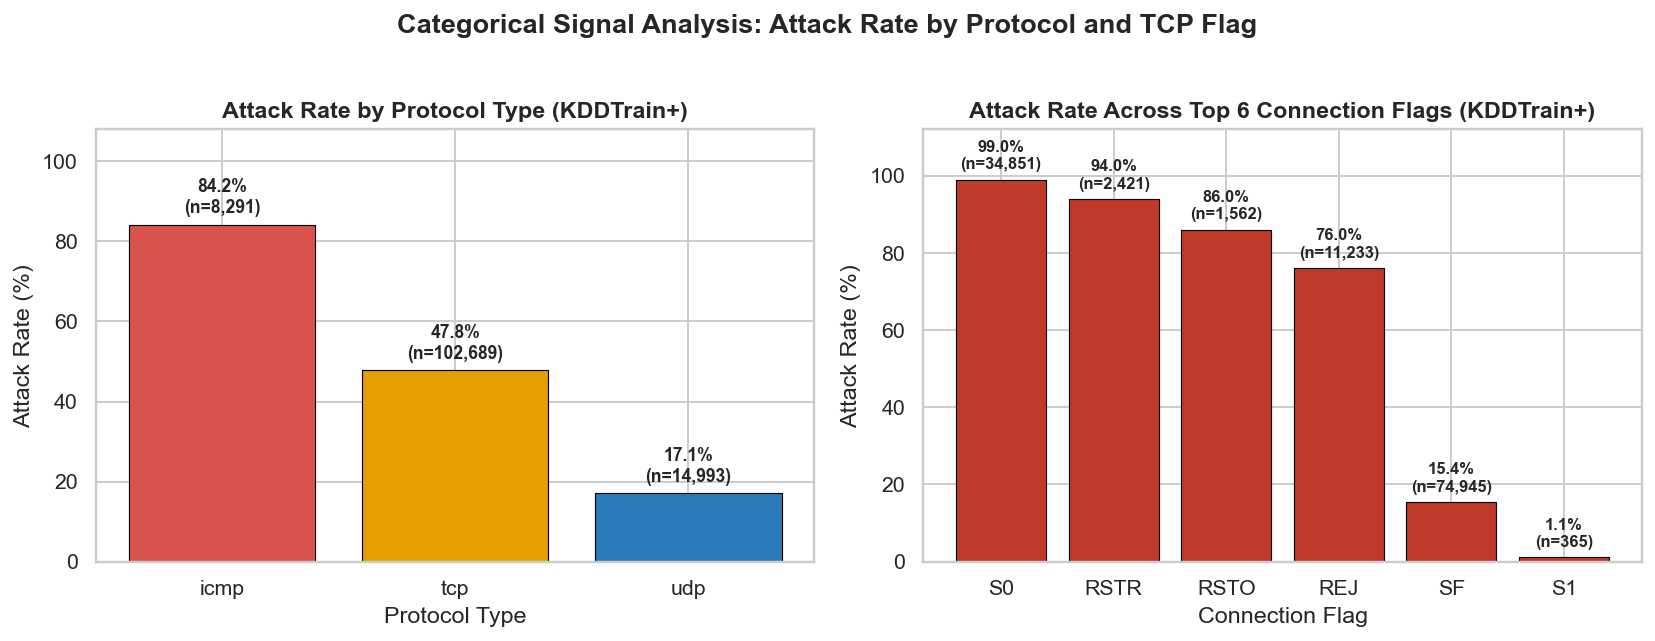 Categorical Signal Analysis: Attack Rate by Protocol and TCP Flag
Attack Rate by Protocol Type (KDDTrain+)
Attack Rate (%)
100
80
60
40
20
0
84.2%
(n=8,291)
47.8%
(n=102,689)
17.1%
(n=14,993)
icmp
tcp
udp
Protocol Type
Attack Rate Across Top 6 Connection Flags (KDDTrain+)
Attack Rate (%)
100
80
60
40
20
0
99.0%
(n=34,851)
94.0%
(n=2,421)
86.0%
(n=1,562)
76.0%
(n=11,233)
15.4%
(n=74,945)
1.1%
(n=365)
S0
RSTR
RSTO
REJ
SF
S1
Connection Flag